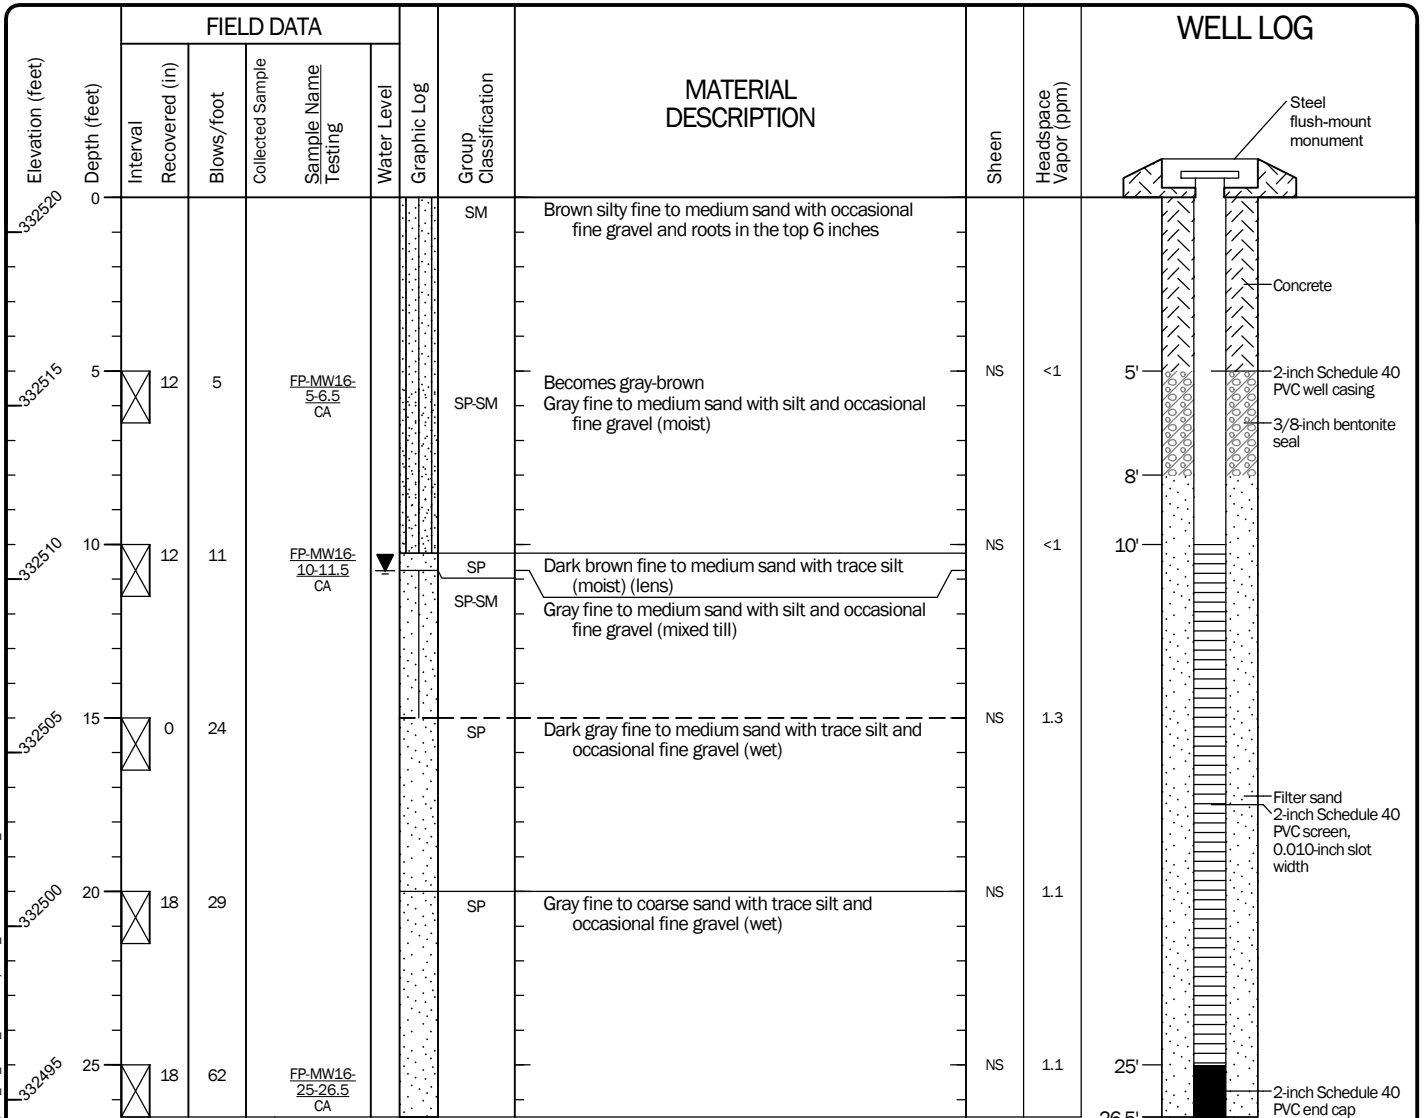 FIELD DATA
WELL LOG
Elevation (feet)
Depth (feet)
Interval
Recovered (in)
Blows/foot
Collected Sample
Sample Name
Testing
Water Level
Graphic Log
Group
Classification
MATERIAL
DESCRIPTION
Sheen
Headspace
Vapor (ppm)
Steel
flush-mount
monument
332520
0
SM
Brown silty fine to medium sand with occasional
fine gravel and roots in the top 6 inches
Concrete
332515
5
12
5
FP-MW16-
5-6.5
CA
SP-SM
Becomes gray-brown
Gray fine to medium sand with silt and occasional
fine gravel (moist)
NS
<1
5'
2-inch Schedule 40
PVC well casing
3/8-inch bentonite
seal
8'
332510
10
12
11
FP-MW16-
10-11.5
CA
SP
Dark brown fine to medium sand with trace silt
(moist) (lens)
NS
<1
10'
SP-SM
Gray fine to medium sand with silt and occasional
fine gravel (mixed till)
332505
15
0
24
SP
Dark gray fine to medium sand with trace silt and
occasional fine gravel (wet)
NS
1.3
Filter sand
2-inch Schedule 40
PVC screen,
0.010-inch slot
width
332500
20
18
29
SP
Gray fine to coarse sand with trace silt and
occasional fine gravel (wet)
NS
1.1
332495
25
18
62
FP-MW16-
25-26.5
CA
NS
1.1
25'
2-inch Schedule 40
PVC end cap
26.5'